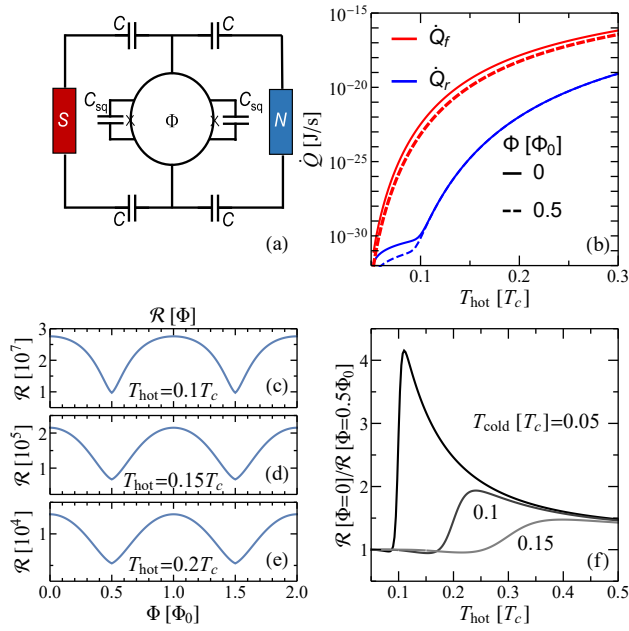 C C
S C_sq Φ C_sq N
C C
(a)
10^−15
10^−20
10^−25
10^−30
Q̇ [J/s]
Q̇_f
Q̇_r
Φ [Φ_0]
0
0.5
(b)
0.1 0.2 0.3
T_hot [T_c]
ℛ [Φ]
ℛ [10^7]
3
2
1
T_hot=0.1T_c
(c)
ℛ [10^5]
2
1
T_hot=0.15T_c
(d)
ℛ [10^4]
1
T_hot=0.2T_c
(e)
0.0 0.5 1.0 1.5 2.0
Φ [Φ_0]
ℛ [Φ=0]/ℛ [Φ=0.5Φ_0]
4
3
2
1
T_cold [T_c]=0.05
0.1
0.15
(f)
0.1 0.2 0.3 0.4 0.5
T_hot [T_c]